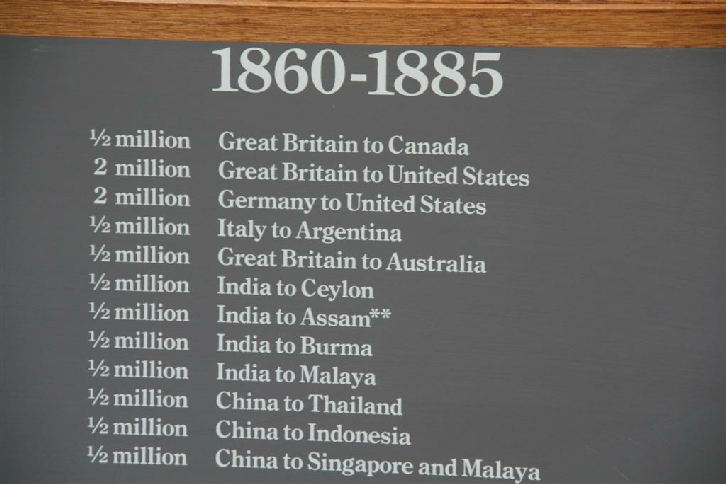 1860-1885
½ million Great Britain to Canada
2 million Great Britain to United States
2 million Germany to United States
½ million Italy to Argentina
½ million Great Britain to Australia
½ million India to Ceylon
½ million India to Assam**
½ million India to Burma
½ million India to Malaya
½ million China to Thailand
½ million China to Indonesia
½ million China to Singapore and Malaya